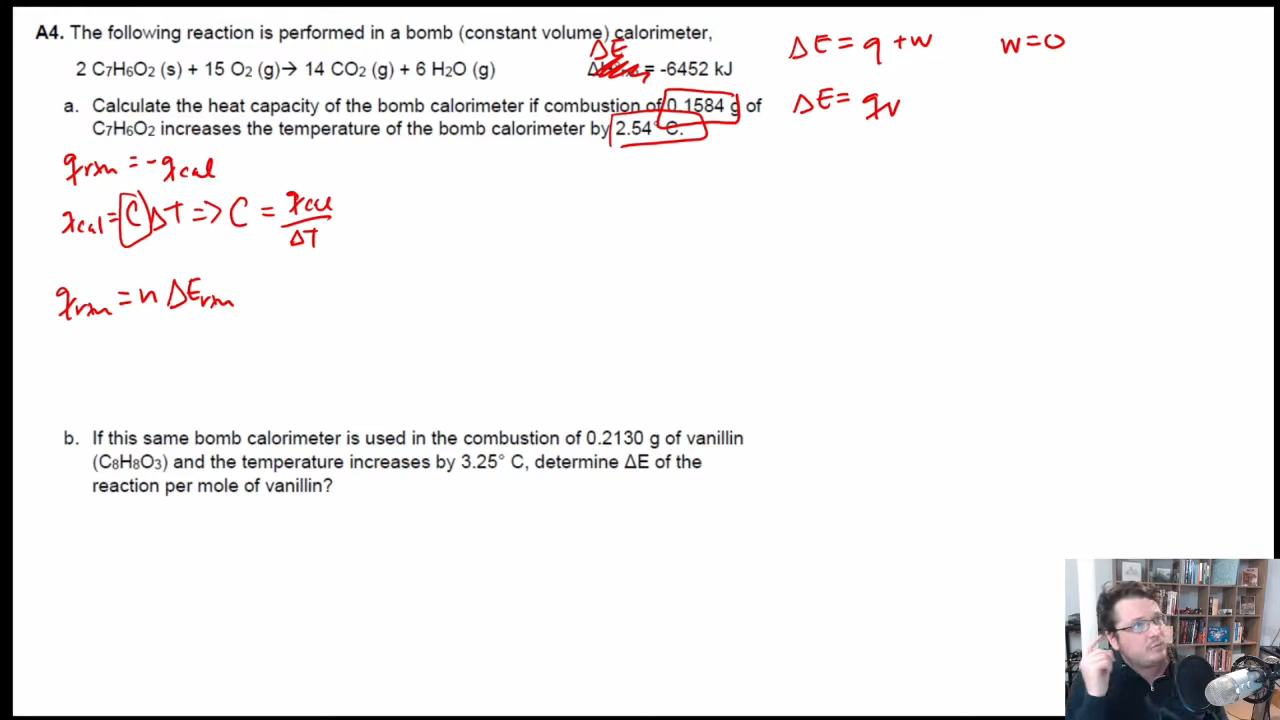 A4. The following reaction is performed in a bomb (constant volume) calorimeter,
ΔE = q + w
w=0
ΔE
2 C7H6O2 (s) + 15 O2 (g)→ 14 CO2 (g) + 6 H2O (g)
= -6452 kJ
a. Calculate the heat capacity of the bomb calorimeter if combustion of 0.1584 g of
ΔE = qv
C7H6O2 increases the temperature of the bomb calorimeter by 2.54° C.
qrxn = -qcal
qcal = CΔT => C = qcal / ΔT
qrxn = n ΔErxn
b. If this same bomb calorimeter is used in the combustion of 0.2130 g of vanillin
(C8H8O3) and the temperature increases by 3.25° C, determine ΔE of the
reaction per mole of vanillin?